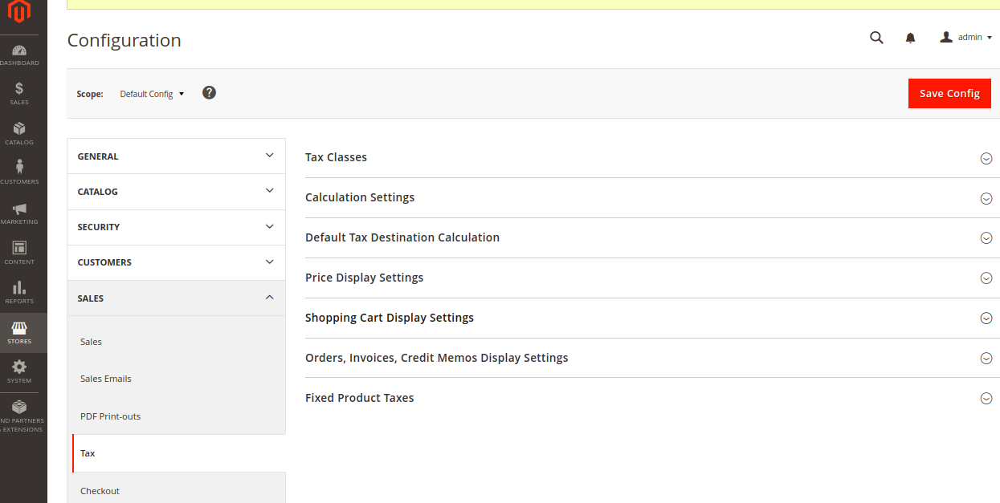 Configuration
admin
DASHBOARD
SALES
CATALOG
CUSTOMERS
MARKETING
CONTENT
REPORTS
STORES
SYSTEM
ND PARTNERS
EXTENSIONS
Scope: Default Config ?
Save Config
GENERAL
CATALOG
SECURITY
CUSTOMERS
SALES
Sales
Sales Emails
PDF Print-outs
Tax
Checkout
Tax Classes
Calculation Settings
Default Tax Destination Calculation
Price Display Settings
Shopping Cart Display Settings
Orders, Invoices, Credit Memos Display Settings
Fixed Product Taxes